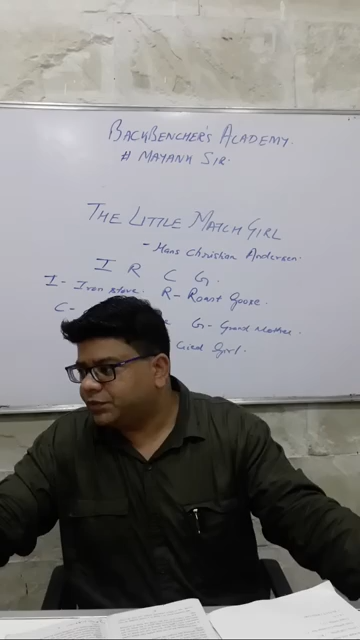 BACKBENCHER'S ACADEMY.
# MAYANK SIR.
THE LITTLE MATCH GIRL
- Hans Christian Andersen.
I R C G.
I - Iron stove. R - Roast Goose.
C - G - Grand Mother.
Girl.